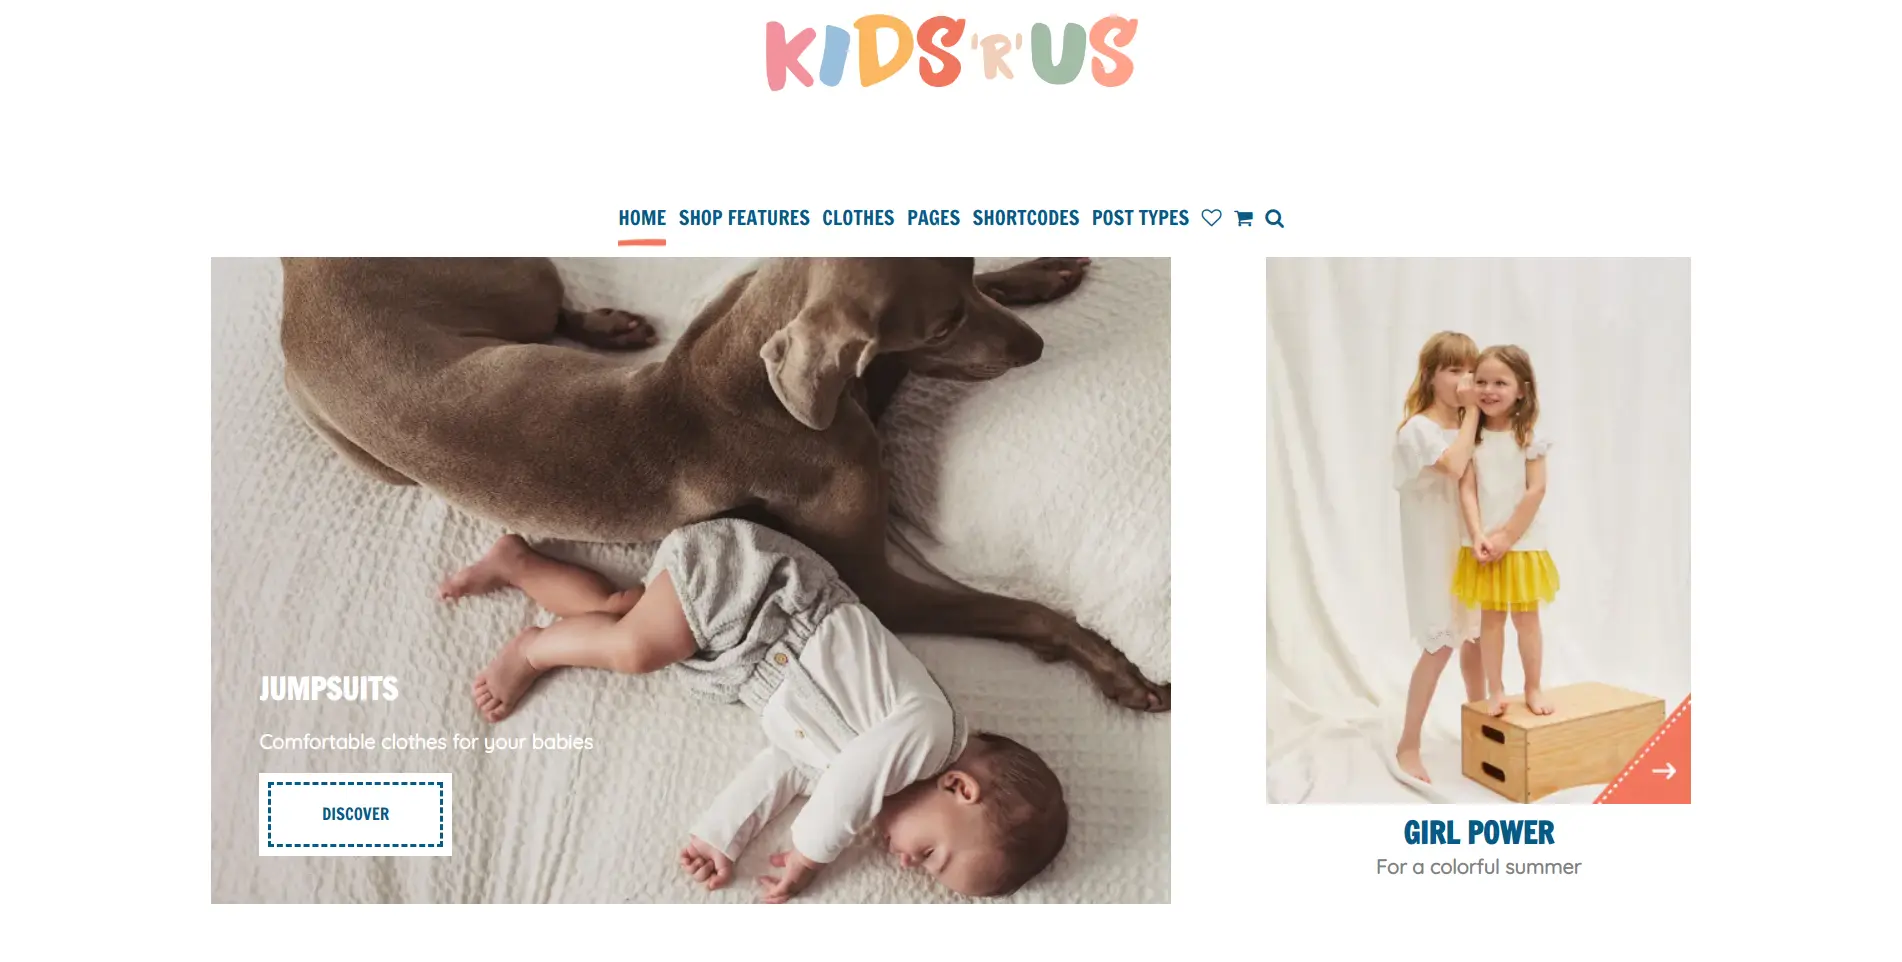 KIDS 'R' US
HOME SHOP FEATURES CLOTHES PAGES SHORTCODES POST TYPES
JUMPSUITS
Comfortable clothes for your babies
DISCOVER
GIRL POWER
For a colorful summer